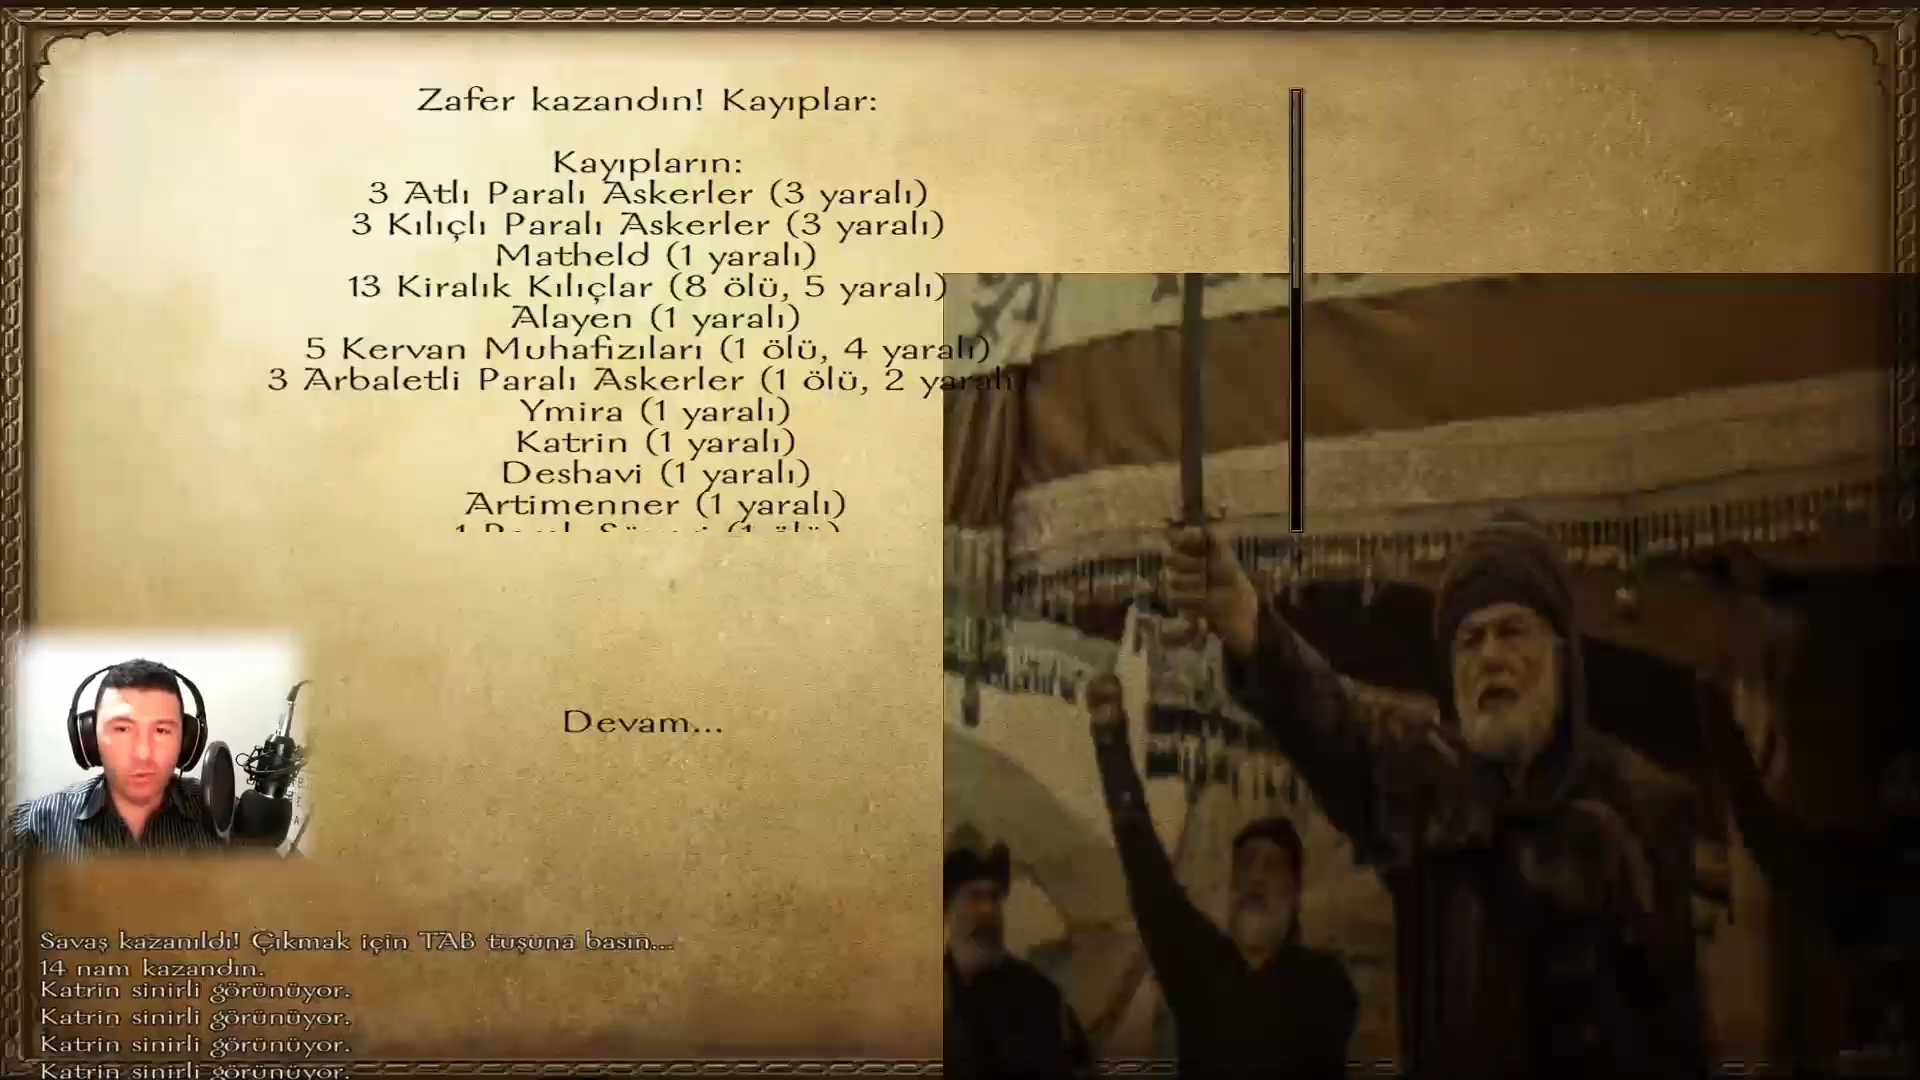 Zafer kazandın! Kayıplar:
Kayıpların:
3 Atlı Paralı Askerler (3 yaralı)
3 Kılıçlı Paralı Askerler (3 yaralı)
Matheld (1 yaralı)
13 Kiralık Kılıçlar (8 ölü, 5 yaralı)
Alayen (1 yaralı)
5 Kervan Muhafızıları (1 ölü, 4 yaralı)
3 Arbaletli Paralı Askerler (1 ölü, 2 yaralı)
Ymira (1 yaralı)
Katrin (1 yaralı)
Deshavi (1 yaralı)
Artimenner (1 yaralı)
Devam...
Savaş kazanıldı! Çıkmak için TAB tuşuna basın...
14 nam kazandın.
Katrin sinirli görünüyor.
Katrin sinirli görünüyor.
Katrin sinirli görünüyor.
Katrin sinirli görünüyor.